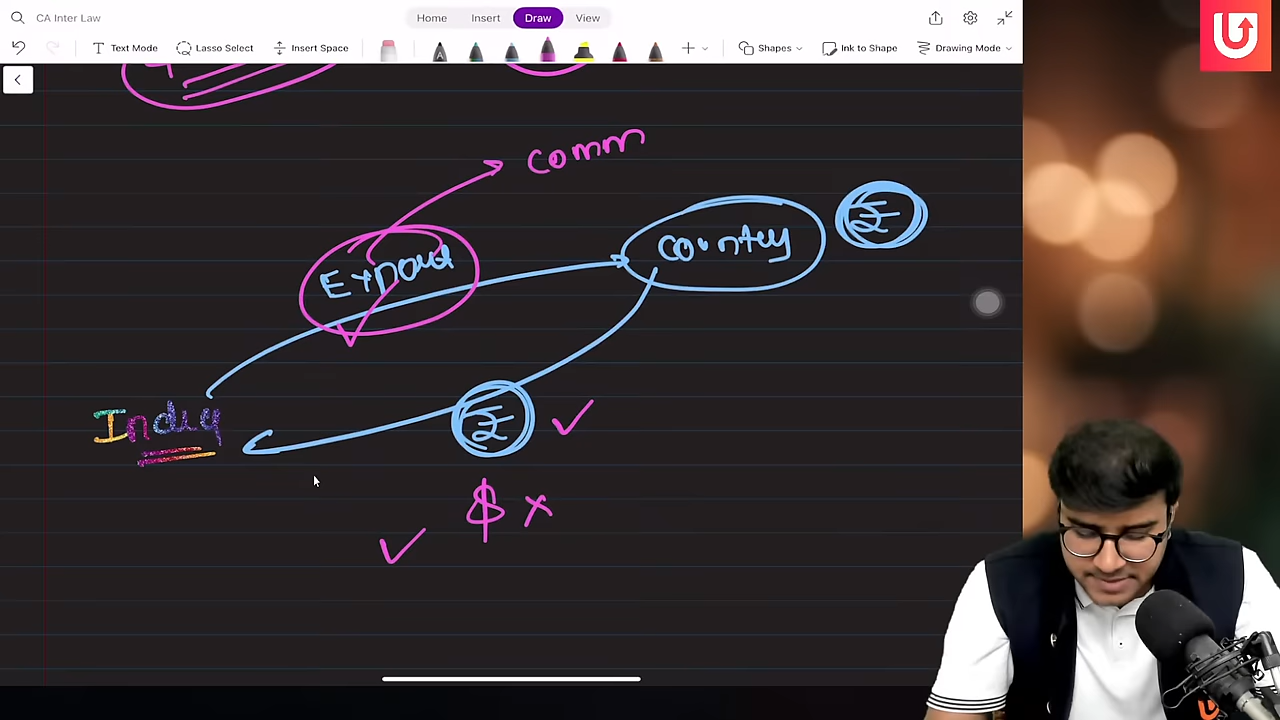 CA Inter Law
Home Insert Draw View
Text Mode Lasso Select Insert Space Shapes Ink to Shape Drawing Mode
comm
Country ₹
Export
India
₹
$ x